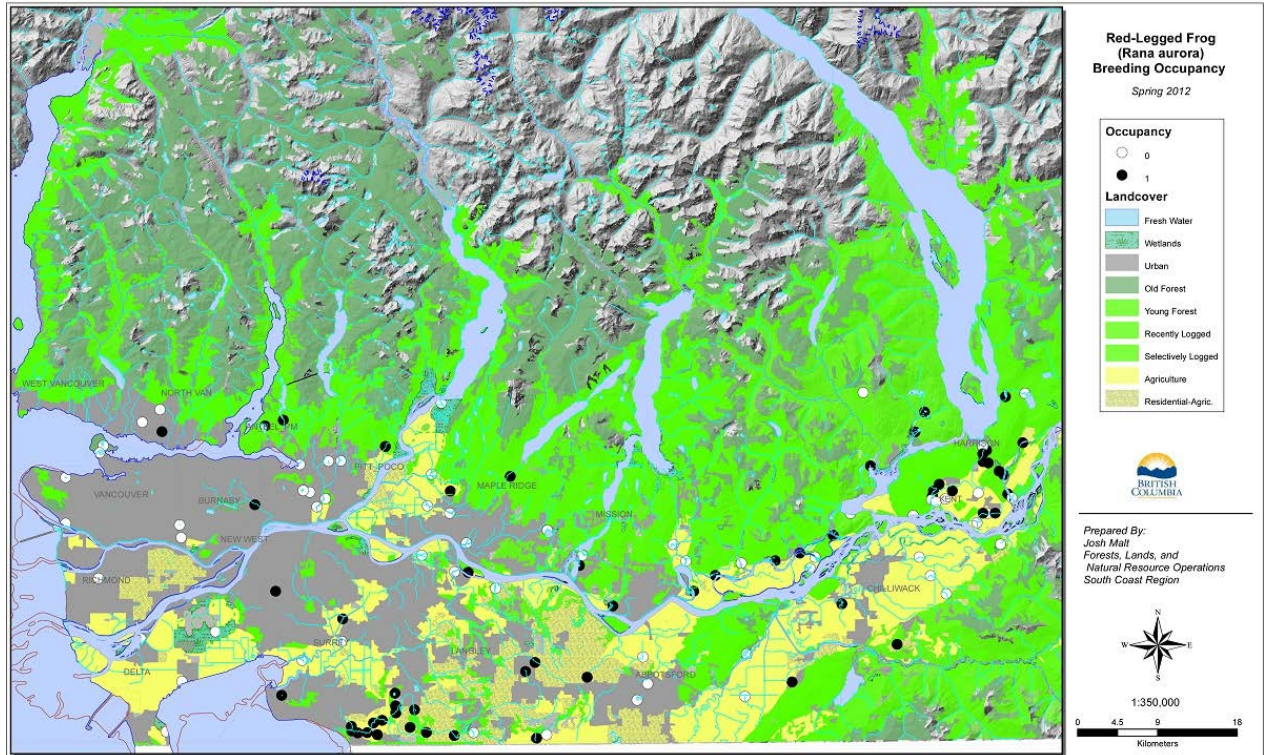 Red-Legged Frog
(Rana aurora)
Breeding Occupancy
Spring 2012
Occupancy
0
1
Landcover
Fresh Water
Wetlands
Urban
Old Forest
Young Forest
Recently Logged
Selectively Logged
Agriculture
Residential-Agric.
BRITISH
COLUMBIA
Prepared By:
Josh Malt
Forests, Lands, and
Natural Resource Operations
South Coast Region
N
W
E
S
1:350,000
0 4.5 9 18
Kilometers
WEST VANCOUVER
NORTH VAN
PITT_POCO
HARRISON
VANCOUVER
BURNABY
MAPLE RIDGE
KENT
MISSION
NEW WEST
RICHMOND
CHILLIWACK
SURREY
LANGLEY
DELTA
ABBOTSFORD